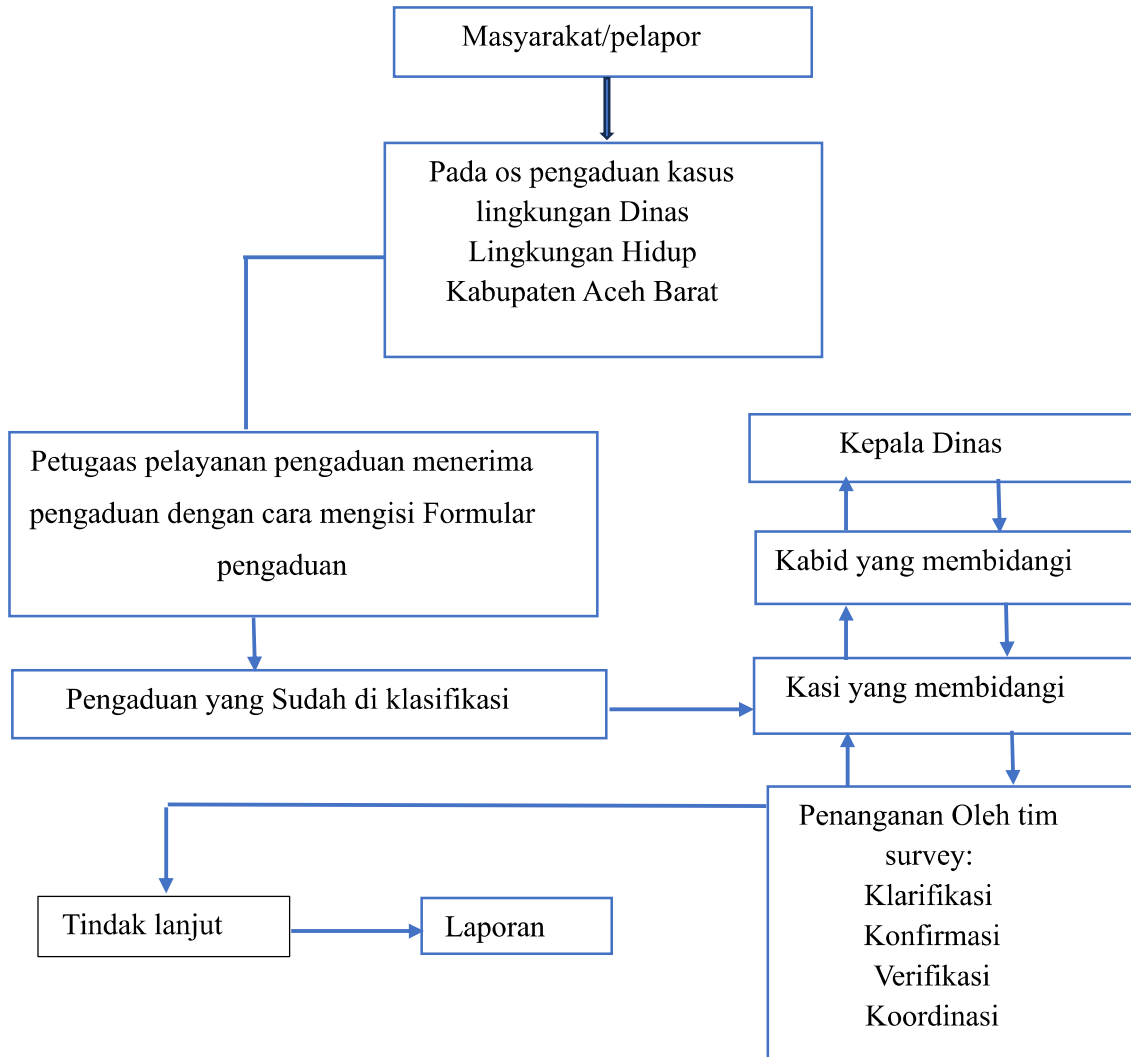 Masyarakat/pelapor
Pada os pengaduan kasus
lingkungan Dinas
Lingkungan Hidup
Kabupaten Aceh Barat
Petugaas pelayanan pengaduan menerima
pengaduan dengan cara mengisi Formular
pengaduan
Pengaduan yang Sudah di klasifikasi
Kepala Dinas
Kabid yang membidangi
Kasi yang membidangi
Penanganan Oleh tim
survey:
Klarifikasi
Konfirmasi
Verifikasi
Koordinasi
Tindak lanjut
Laporan